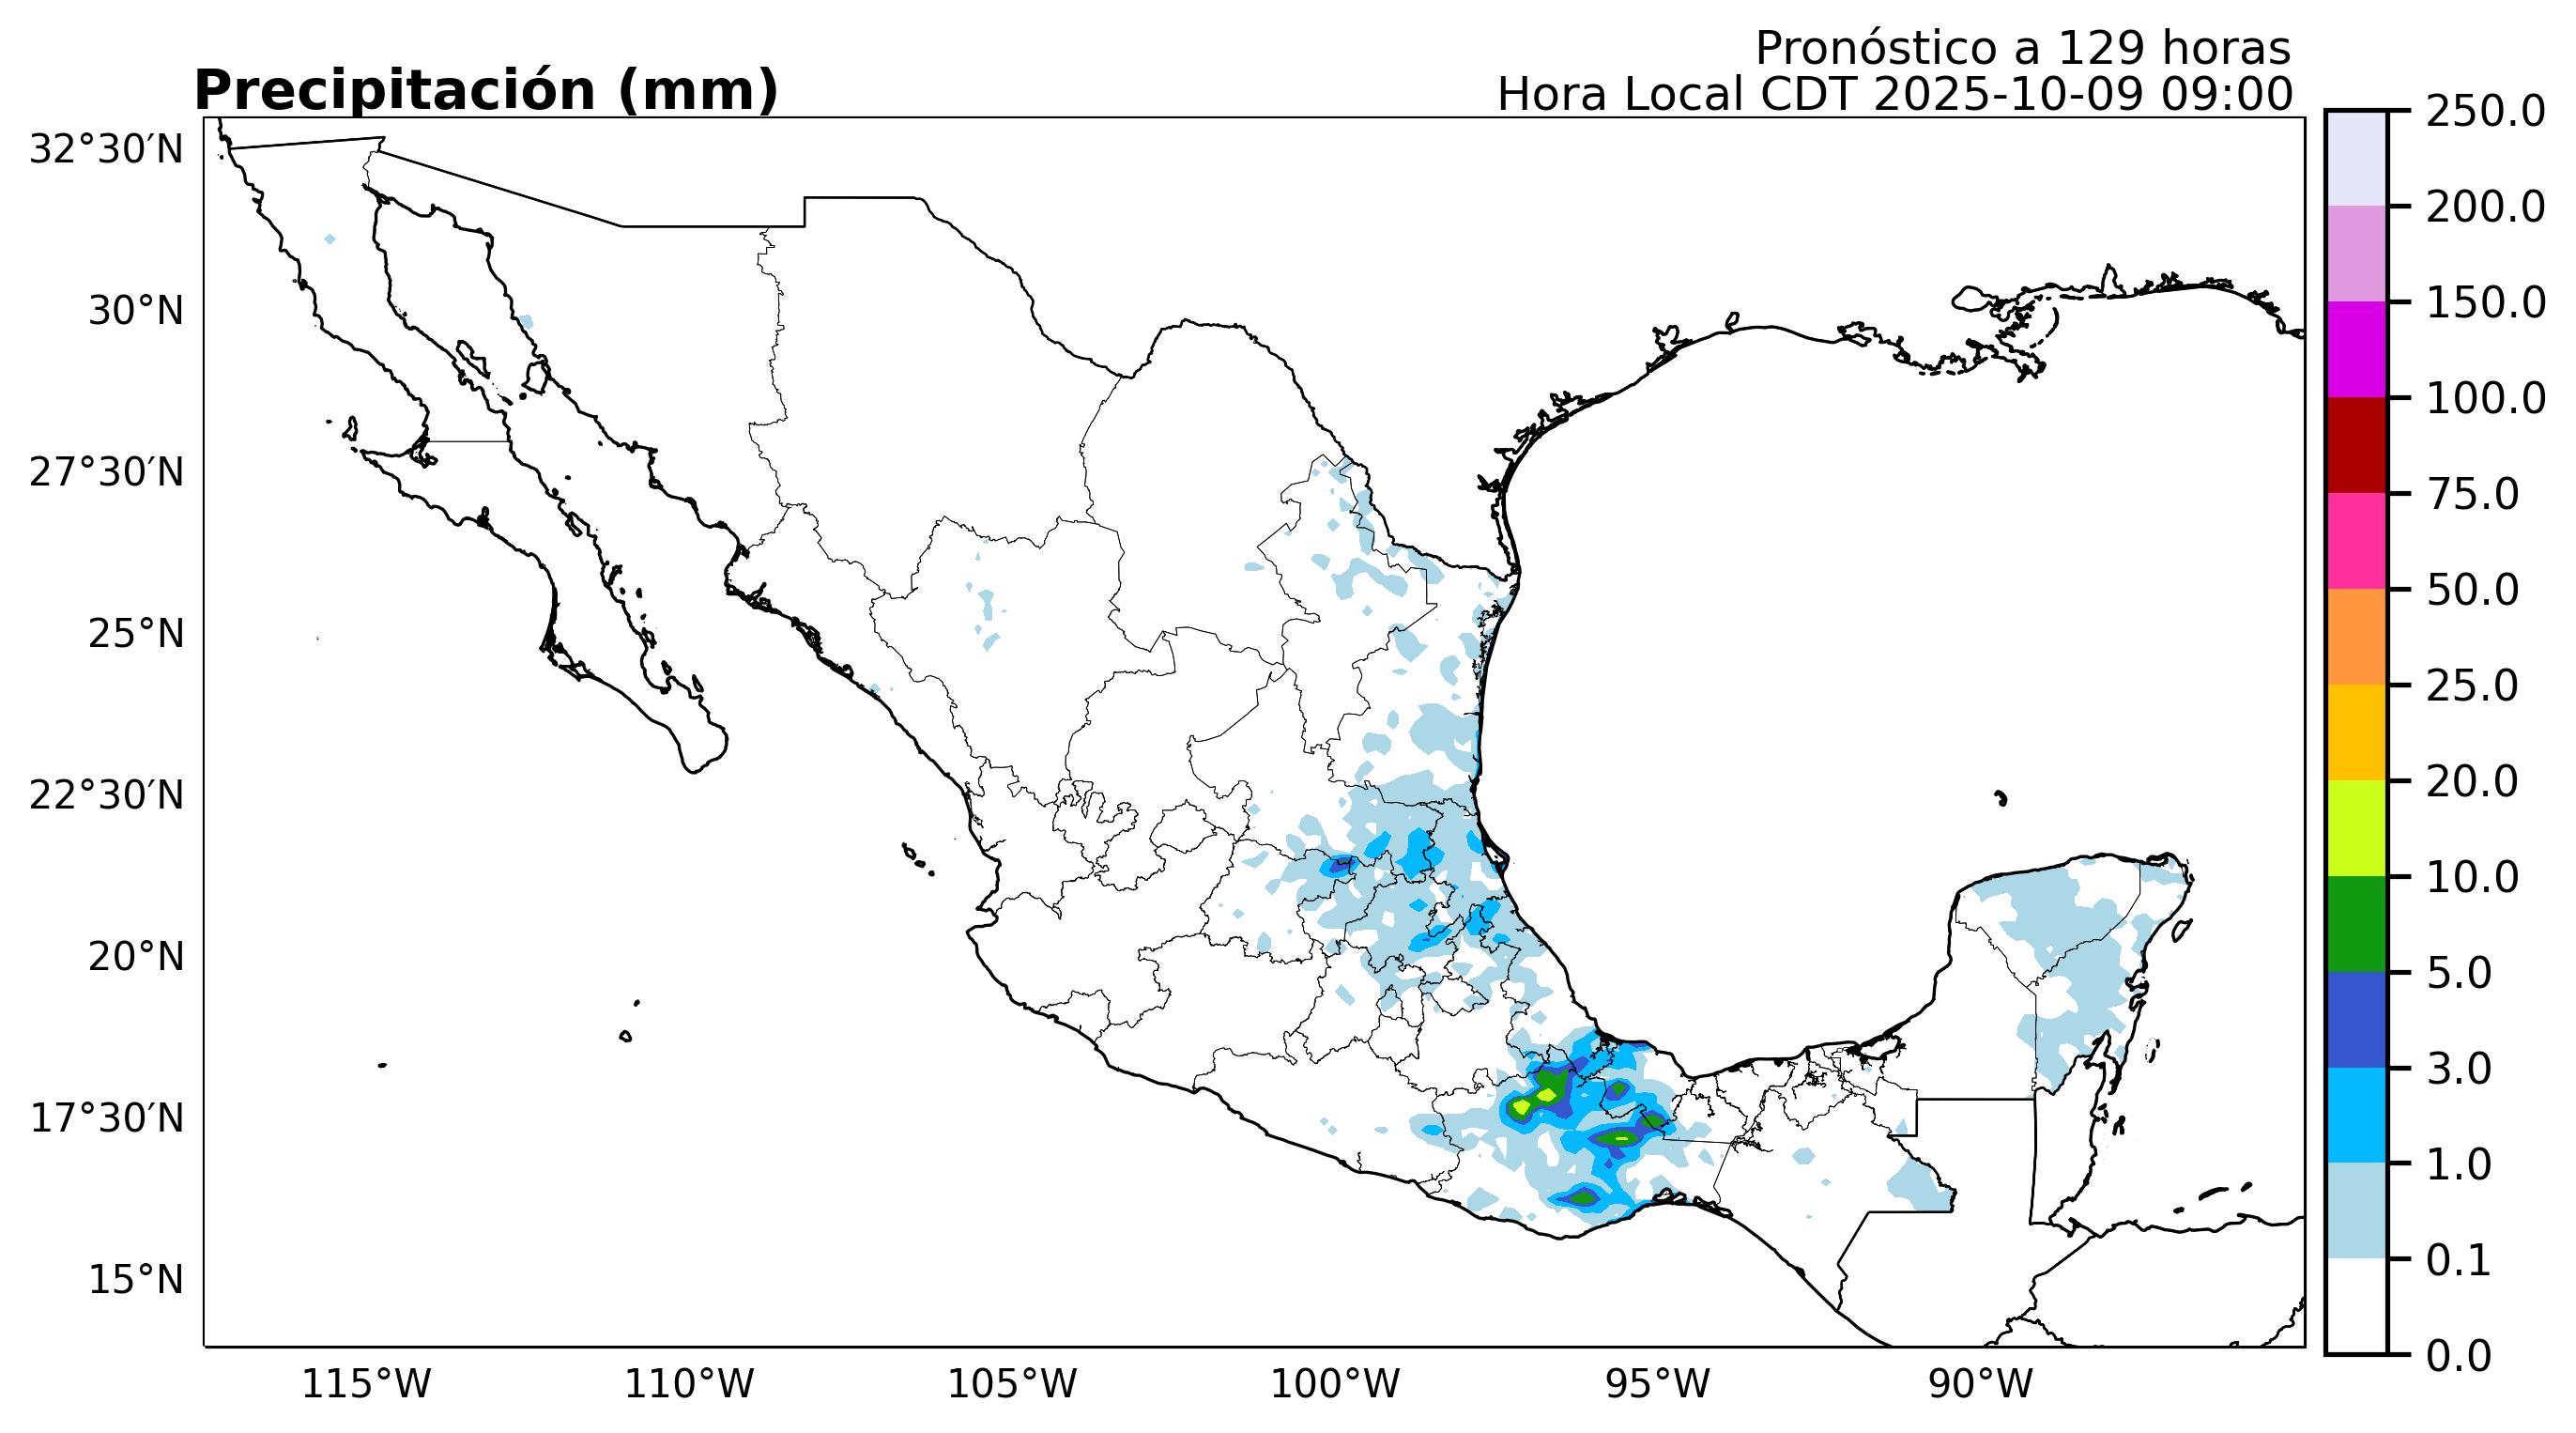 Pronóstico a 129 horas
Precipitación (mm)
Hora Local CDT 2025-10-09 09:00
32°30′N
30°N
27°30′N
25°N
22°30′N
20°N
17°30′N
15°N
115°W
110°W
105°W
100°W
95°W
90°W
250.0
200.0
150.0
100.0
75.0
50.0
25.0
20.0
10.0
5.0
3.0
1.0
0.1
0.0